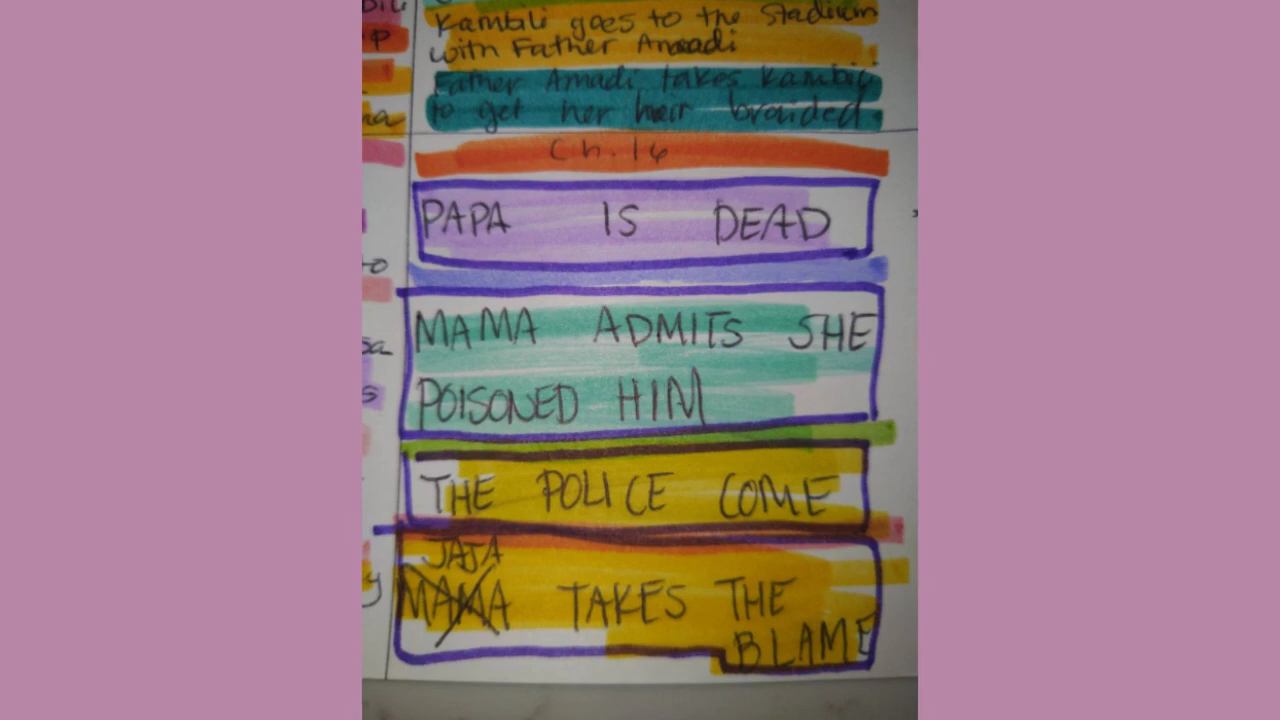 Kambili goes to the Stadium
with Father Amadi
Father Amadi takes Kambili
to get her hair braided.
Ch. 16
PAPA IS DEAD
MAMA ADMITS SHE
POISONED HIM
THE POLICE COME
JAJA
MAMA TAKES THE
BLAME